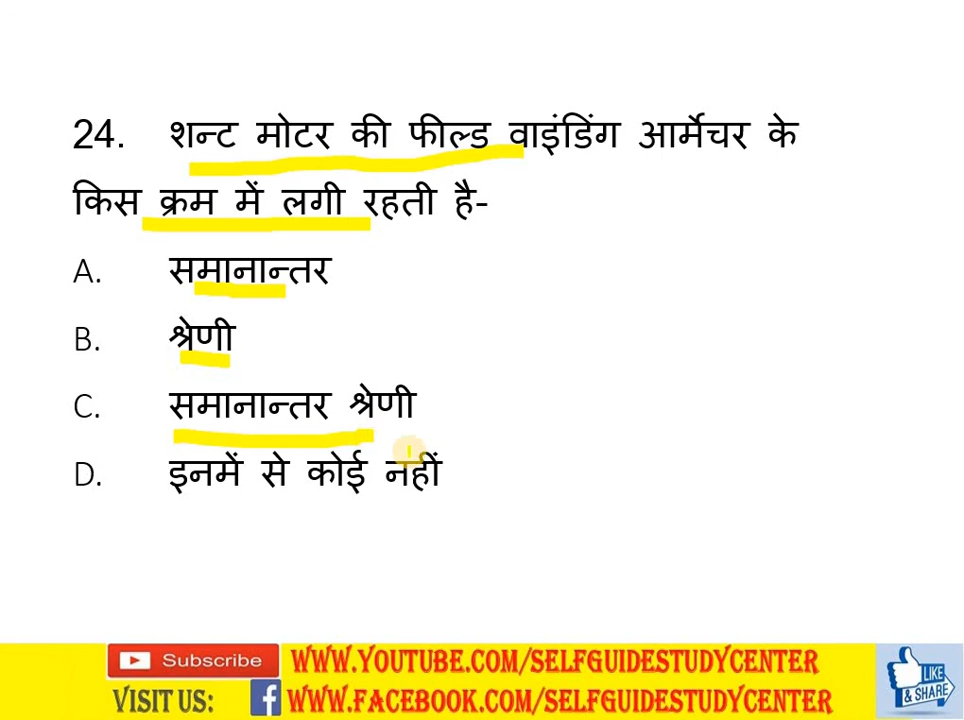 24. शन्ट मोटर की फील्ड वाइंडिंग आर्मेचर के
किस क्रम में लगी रहती है-
A. समानान्तर
B. श्रेणी
C. समानान्तर श्रेणी
D. इनमें से कोई नहीं
Subscribe WWW.YOUTUBE.COM/SELFGUIDESTUDYCENTER
VISIT US: f WWW.FACEBOOK.COM/SELFGUIDESTUDYCENTER
LIKE
& SHARE